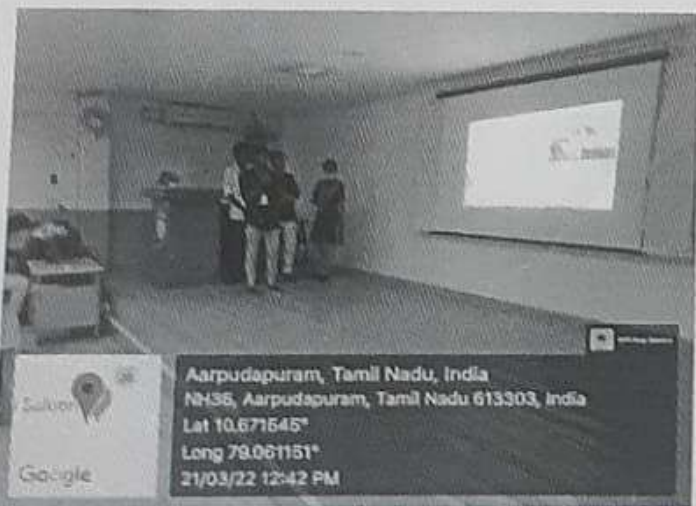 Aarpudapuram, Tamil Nadu, India
NH36, Aarpudapuram, Tamil Nadu 613303, India
Lat 10.671545°
Long 79.061151°
21/03/22 12:42 PM
Google